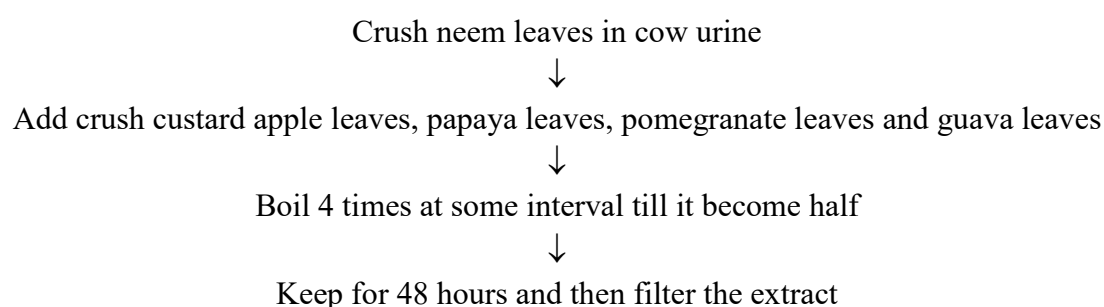 Crush neem leaves in cow urine
↓
Add crush custard apple leaves, papaya leaves, pomegranate leaves and guava leaves
↓
Boil 4 times at some interval till it become half
↓
Keep for 48 hours and then filter the extract